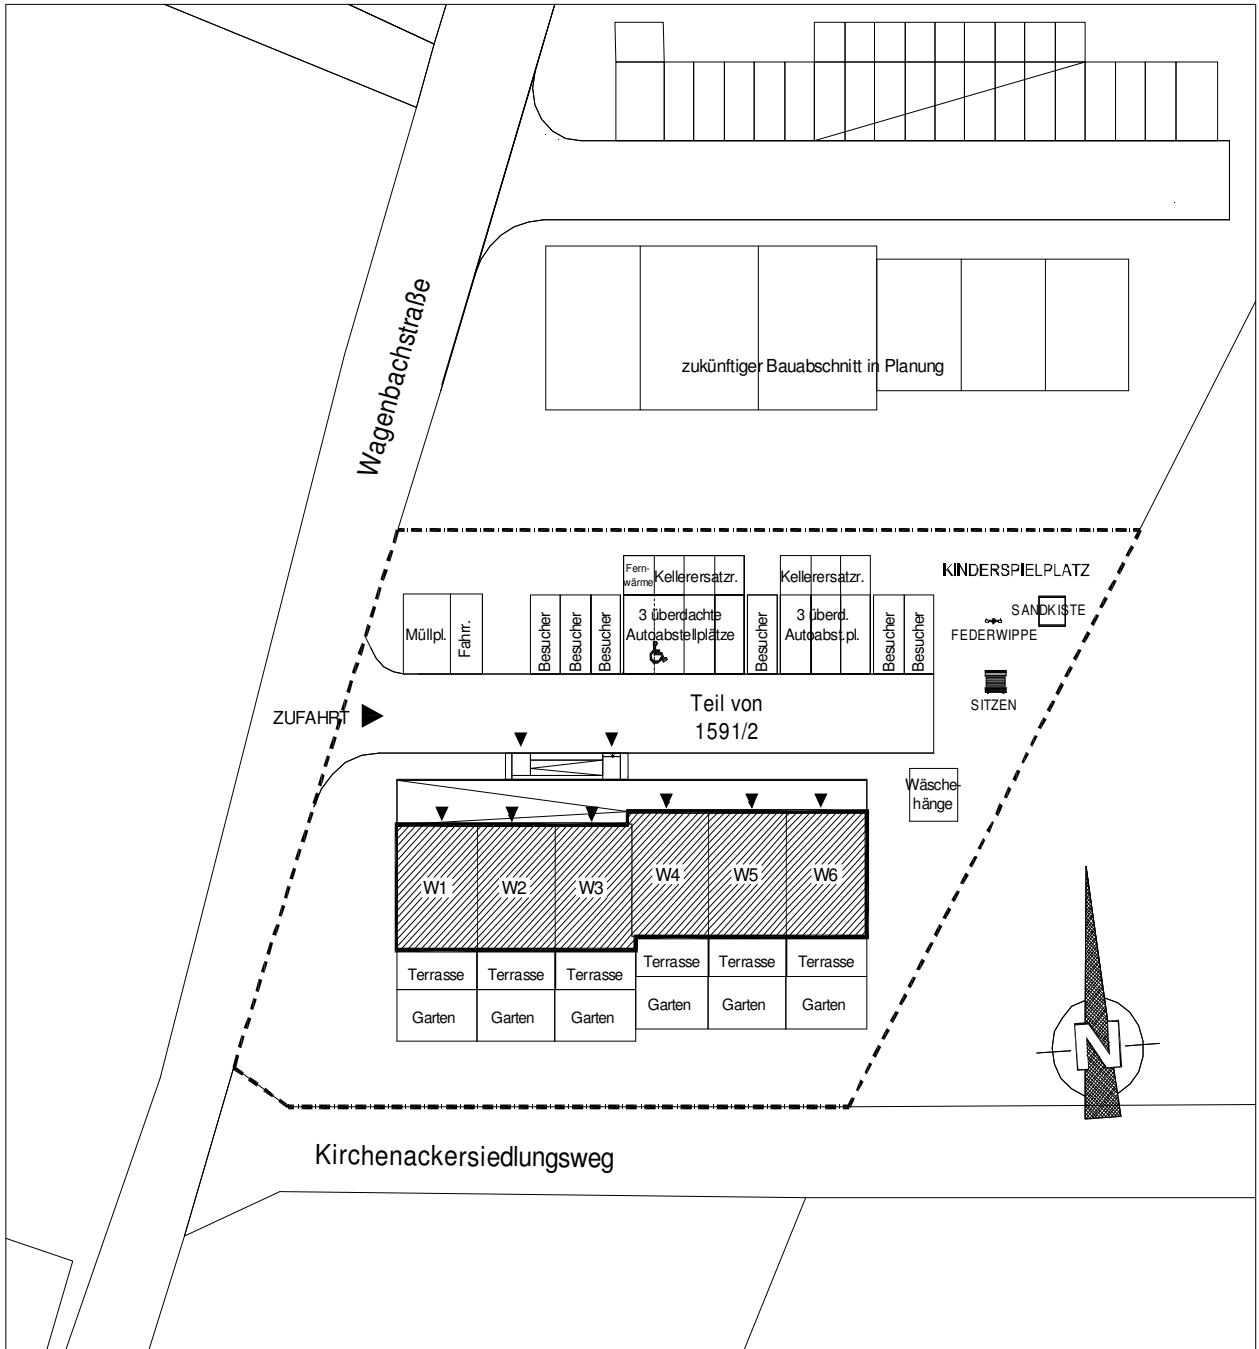 Wagenbachstraße
zukünftiger Bauabschnitt in Planung
KINDERSPIELPLATZ
Fern-
wärme
Kellerersatzr.
Kellerersatzr.
SANDKISTE
FEDERWIPPE
Müllpl.
Fahrr.
Besucher
Besucher
Besucher
3 überdachte
Autoabstellplätze
Besucher
3 überd.
Autoabst.pl.
Besucher
Besucher
SITZEN
ZUFAHRT
Teil von
1591/2
Wäsche-
hänge
W1
W2
W3
W4
W5
W6
Terrasse
Terrasse
Terrasse
Terrasse
Terrasse
Terrasse
Garten
Garten
Garten
Garten
Garten
Garten
N
Kirchenackersiedlungsweg